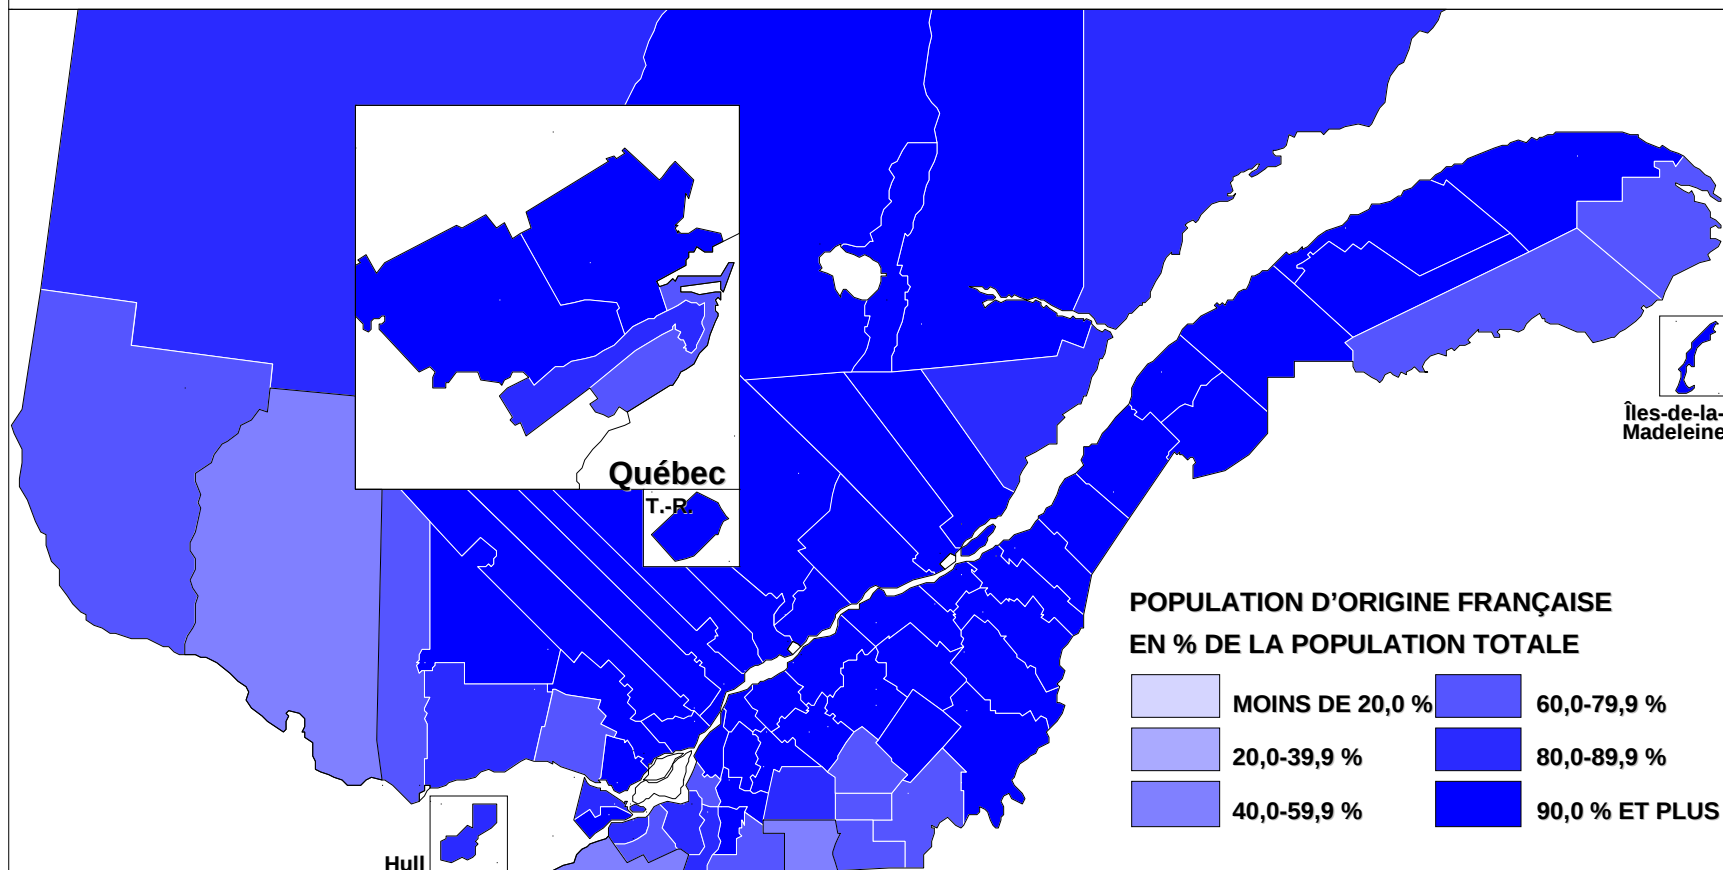 Québec
T.-R.
Îles-de-la-
Madeleine
POPULATION D’ORIGINE FRANÇAISE
EN % DE LA POPULATION TOTALE
MOINS DE 20,0 %
60,0-79,9 %
20,0-39,9 %
80,0-89,9 %
40,0-59,9 %
90,0 % ET PLUS
Hull